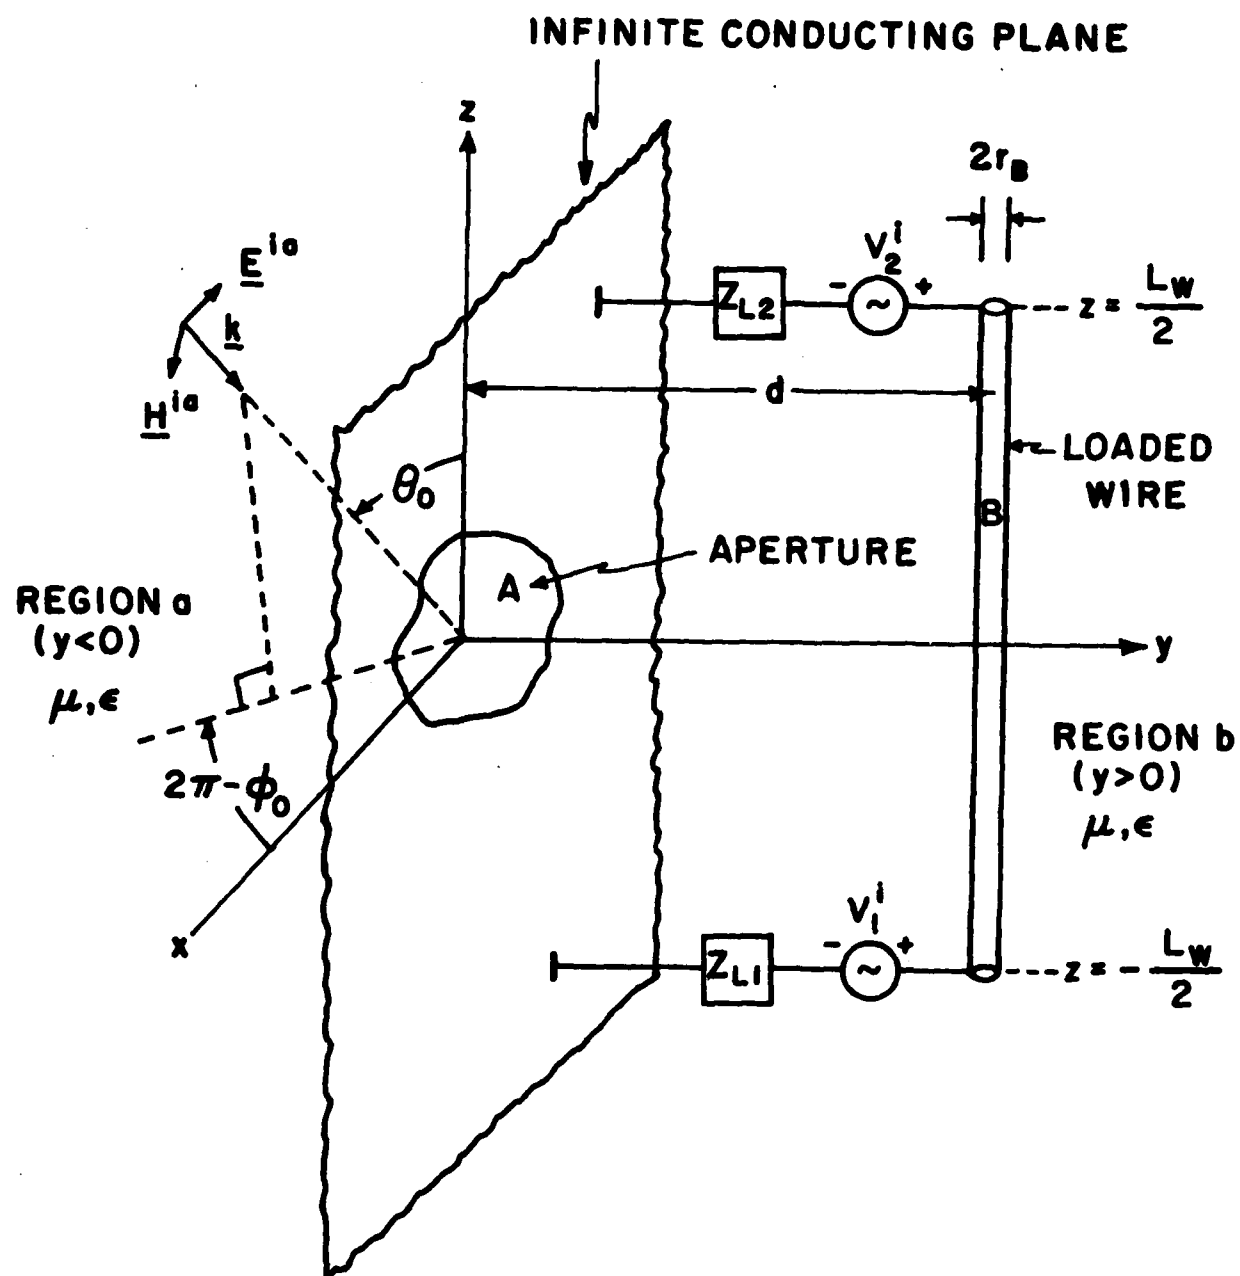 INFINITE CONDUCTING PLANE
z
2r_B
E^ia
V_2^i
- ~ +
Z_L2
--- z = L_W/2
k
d
H^ia
LOADED
WIRE
θ_0
B
APERTURE
A
REGION a
(y<0)
μ,ϵ
y
REGION b
(y>0)
μ,ϵ
2π-ϕ_0
V_1^i
- ~ +
x
Z_L1
--- z = - L_W/2